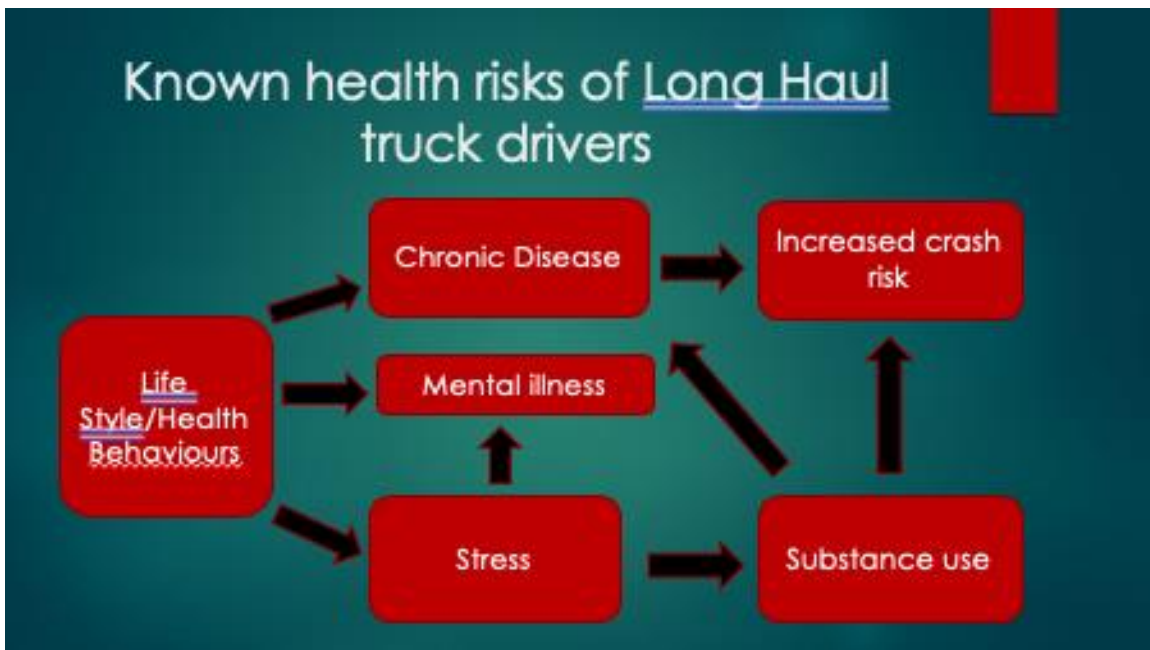 Known health risks of Long Haul
truck drivers
Chronic Disease
Increased crash
risk
Life
Style/Health
Behaviours
Mental illness
Stress
Substance use